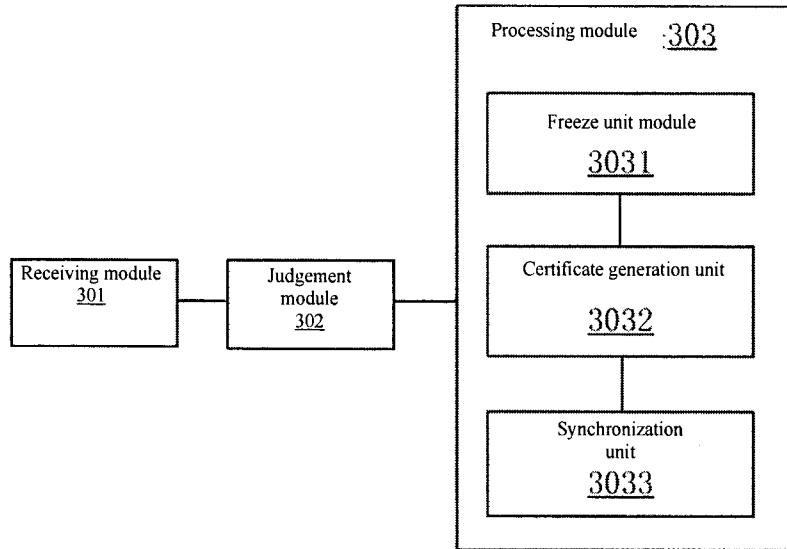 Processing module 303
Freeze unit module
3031
Receiving module
301
Judgement
module
302
Certificate generation unit
3032
Synchronization
unit
3033